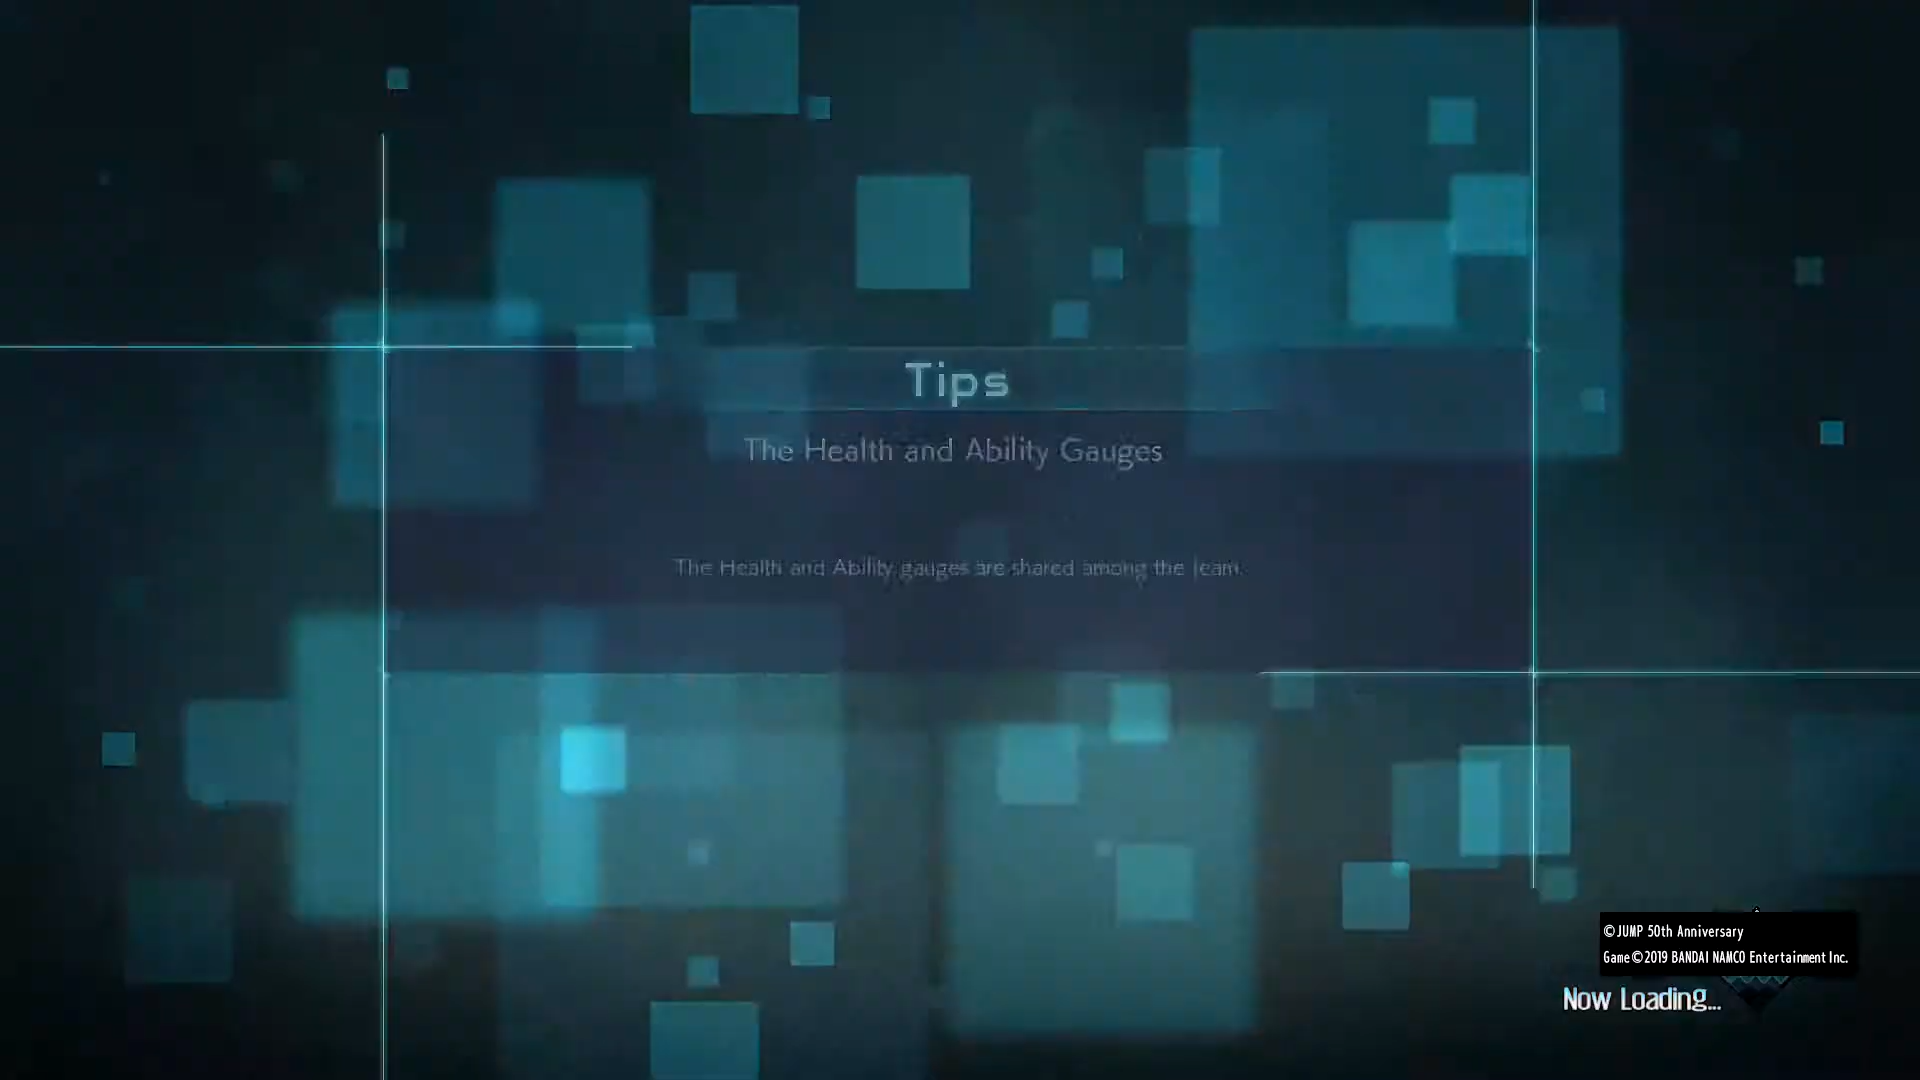 Tips
The Health and Ability Gauges
The Health and Ability gauges are shared among the team.
©JUMP 50th Anniversary
Game©2019 BANDAI NAMCO Entertainment Inc.
Now Loading...